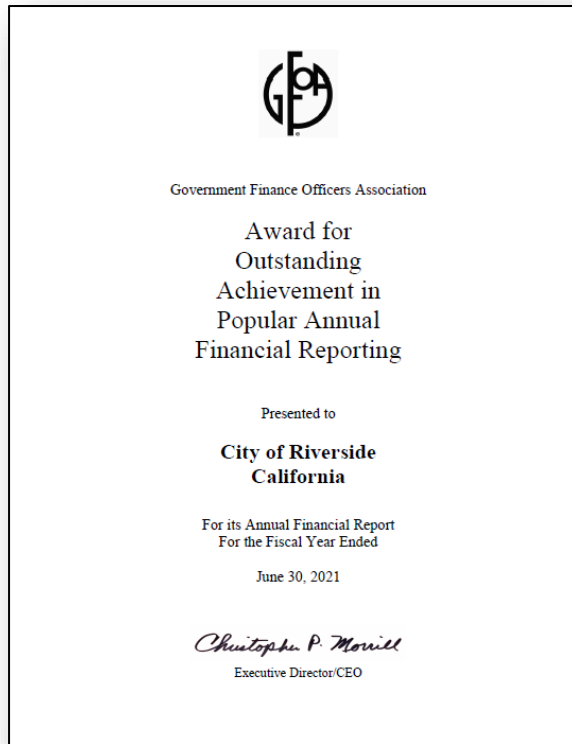 GFOA
Government Finance Officers Association
Award for
Outstanding
Achievement in
Popular Annual
Financial Reporting
Presented to
City of Riverside
California
For its Annual Financial Report
For the Fiscal Year Ended
June 30, 2021
Christopher P. Morrill
Executive Director/CEO